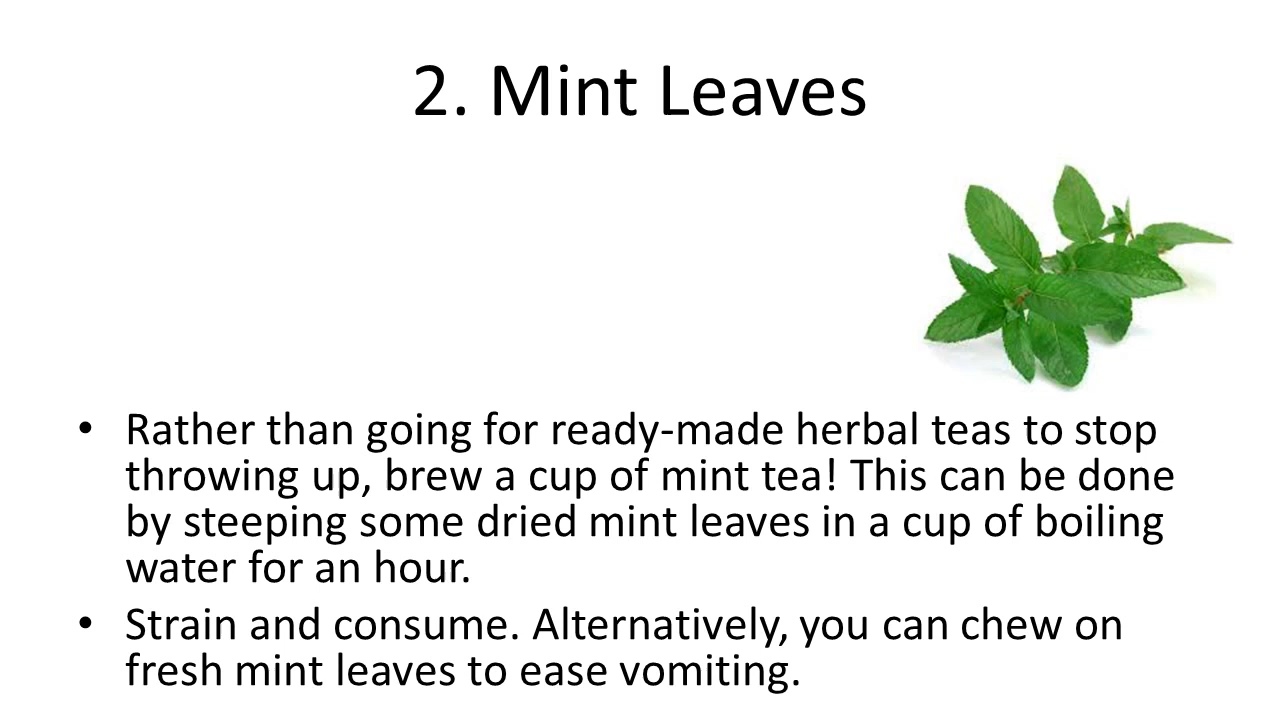 2. Mint Leaves
• Rather than going for ready-made herbal teas to stop
throwing up, brew a cup of mint tea! This can be done
by steeping some dried mint leaves in a cup of boiling
water for an hour.
• Strain and consume. Alternatively, you can chew on
fresh mint leaves to ease vomiting.